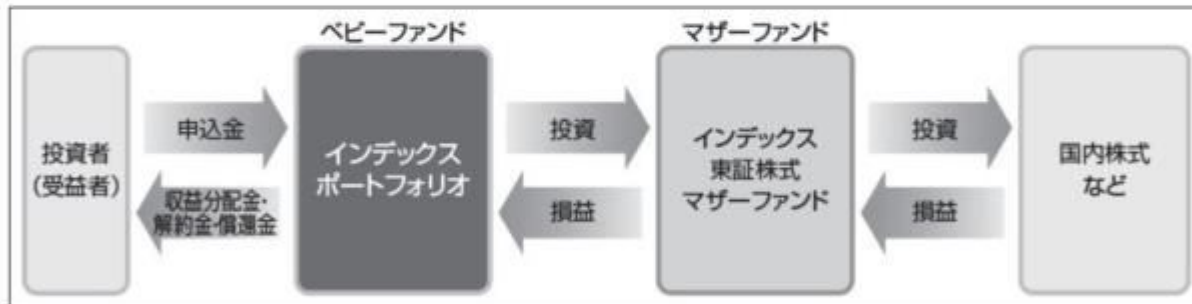 ベビーファンド
マザーファンド
投資者
(受益者)
申込金
収益分配金・
解約金・償還金
インデックス
ポートフォリオ
投資
損益
インデックス
東証株式
マザーファンド
投資
損益
国内株式
など